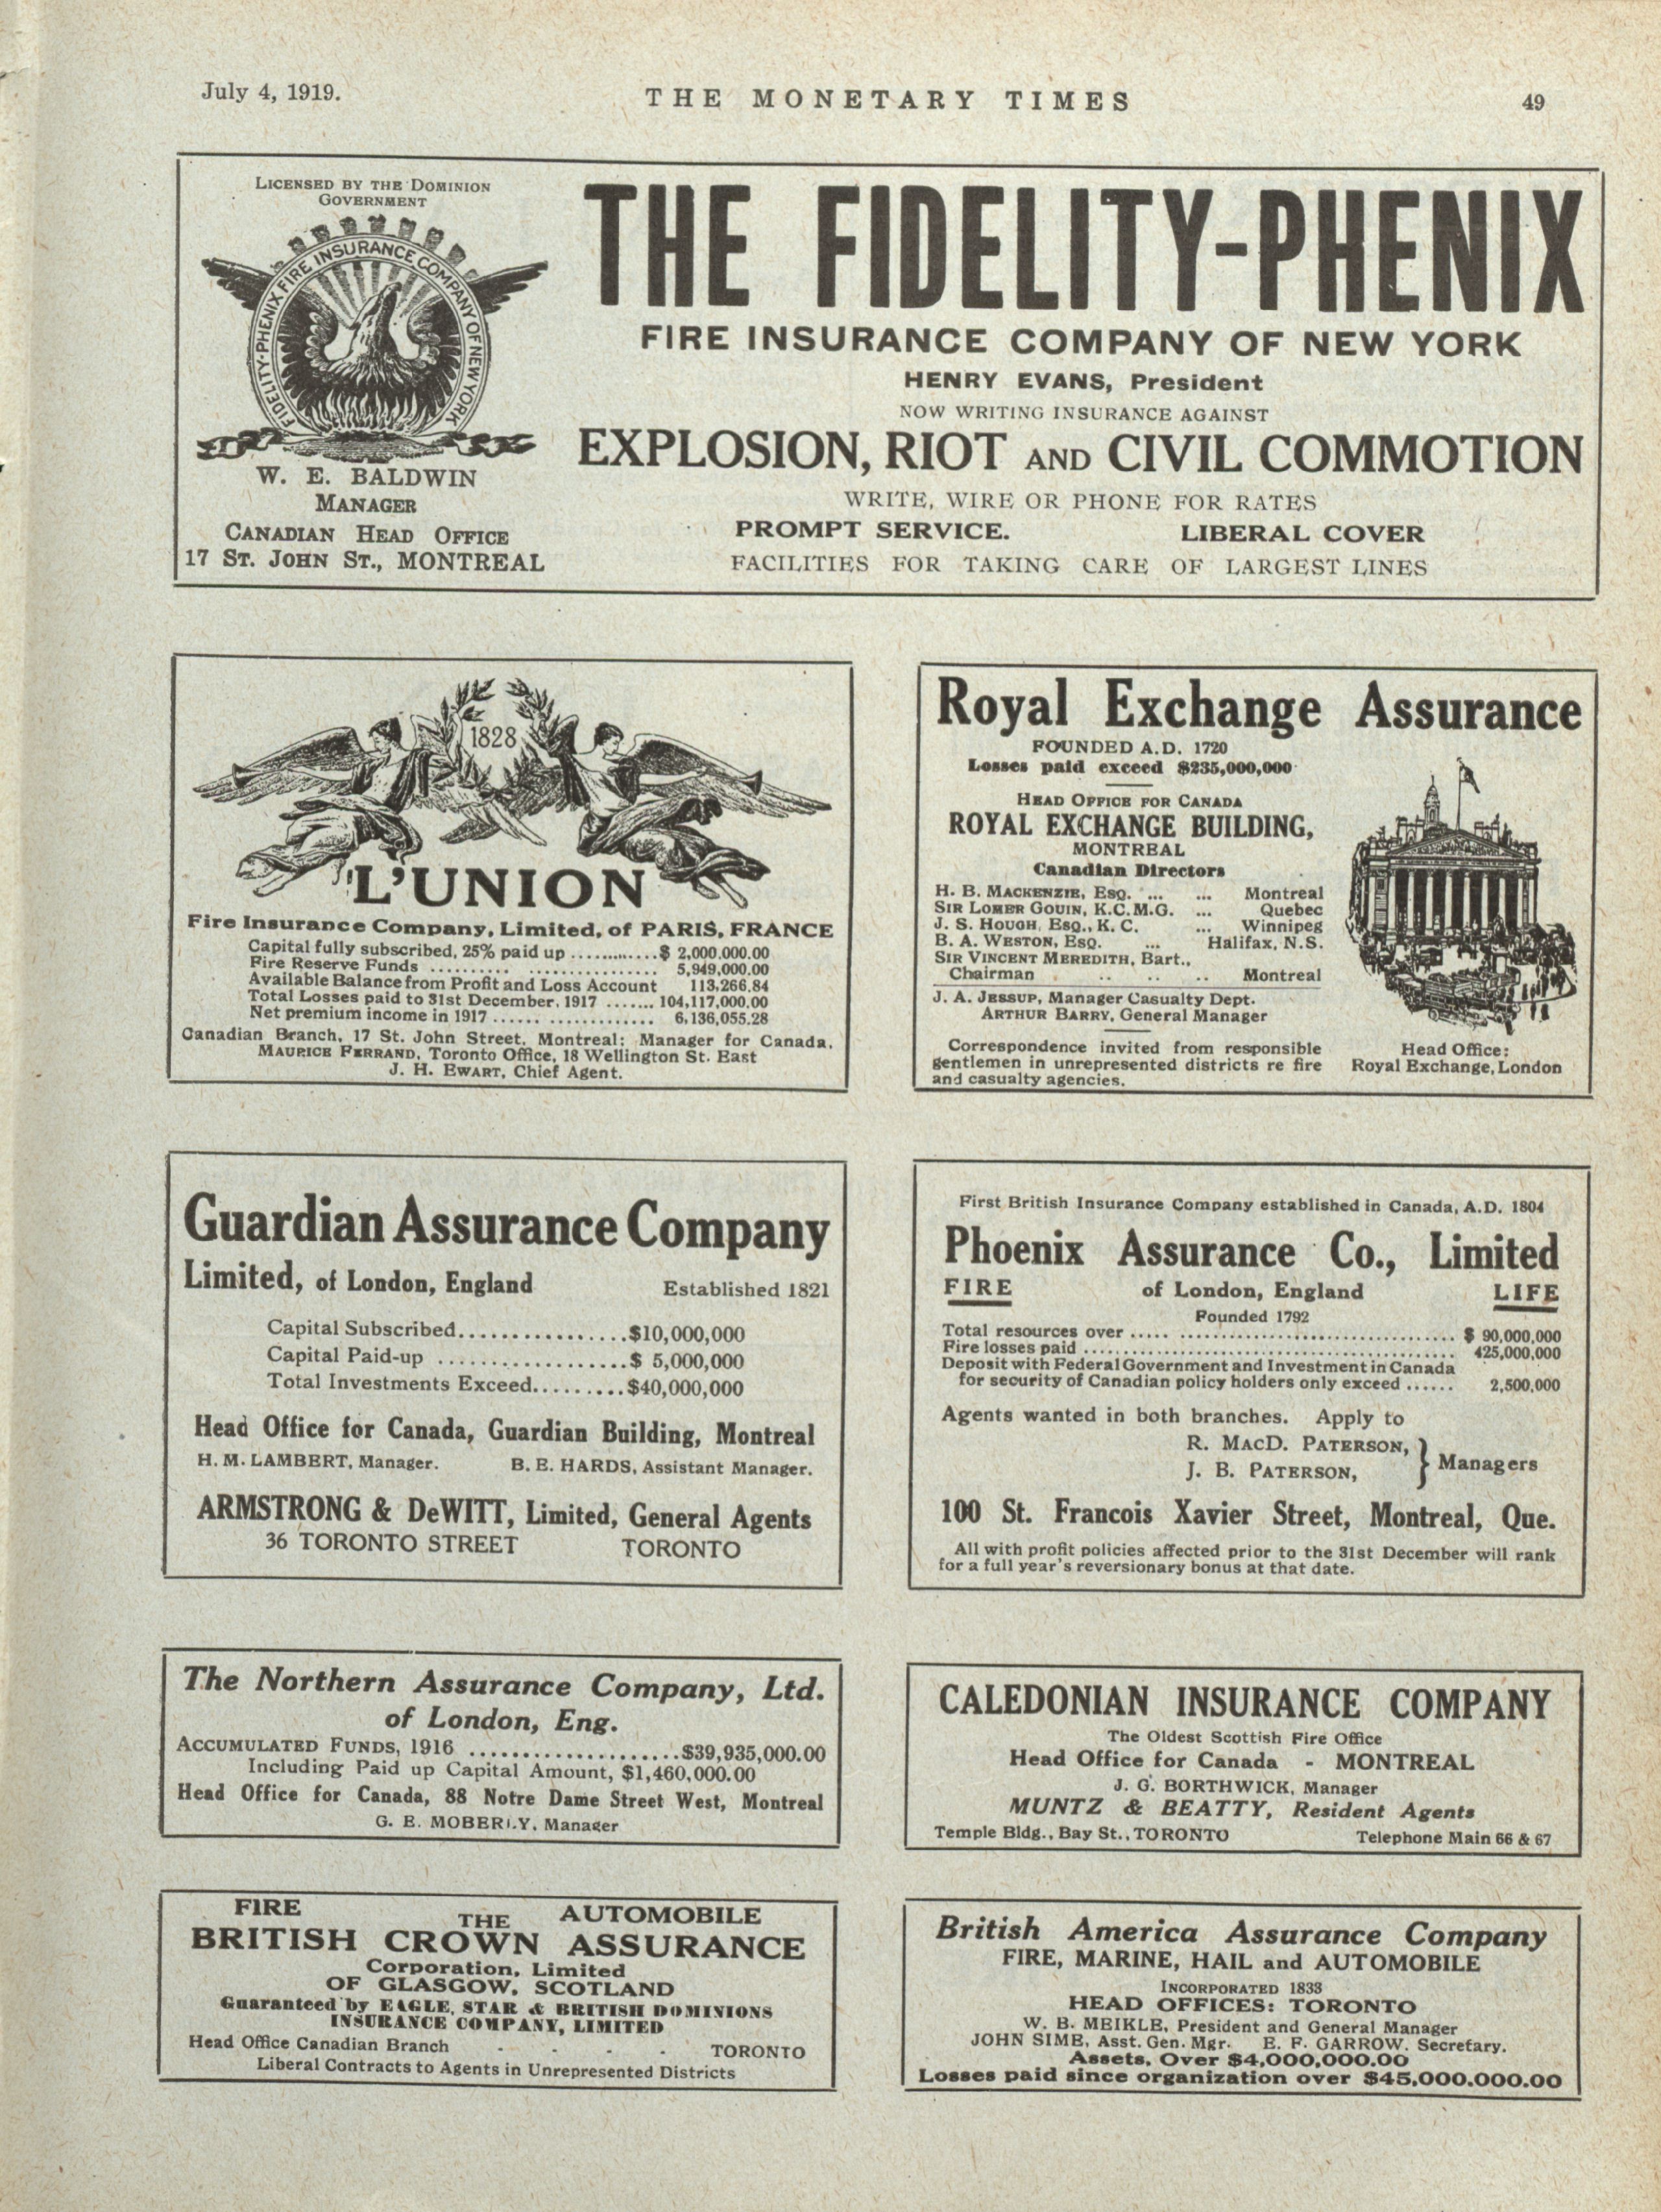 July 4, 1919.
THE MONETARY TIMES
49
LICENSED BY THE DOMINION
GOVERNMENT
FIDELITY-PHENIX FIRE INSURANCE COMPANY OF NEW YORK
W. E. BALDWIN
MANAGER
CANADIAN HEAD OFFICE
17 ST. JOHN ST., MONTREAL
THE FIDELITY-PHENIX
FIRE INSURANCE COMPANY OF NEW YORK
HENRY EVANS, President
NOW WRITING INSURANCE AGAINST
EXPLOSION, RIOT AND CIVIL COMMOTION
WRITE, WIRE OR PHONE FOR RATES
PROMPT SERVICE. LIBERAL COVER
FACILITIES FOR TAKING CARE OF LARGEST LINES
1828
L'UNION
Fire Insurance Company, Limited, of PARIS, FRANCE
Capital fully subscribed, 25% paid up ............$ 2,000.000.00
Fire Reserve Funds .......... ................ 5,949,000.00
Available Balance from Profit and Loss Account 113,266.84
Total Losses paid to 31st December, 1917 ....... 104,117,000.00
Net premium income in 1917 ...... ............. 6,136,055.28
Canadian Branch, 17 St. John Street, Montreal; Manager for Canada,
MAURICE FERRAND, Toronto Office, 18 Wellington St. East
J. H. EWART, Chief Agent.
Royal Exchange Assurance
FOUNDED A.D. 1720
Losses paid exceed $235,000,000
HEAD OFFICE FOR CANADA
ROYAL EXCHANGE BUILDING,
MONTREAL
Canadian Directors
H. B. MACKENZIE, ESQ. ... ... Montreal
SIR LOMER GOUIN, K.C.M.G. ... Quebec
J. S. HOUGH, ESQ., K. C. ... Winnipeg
B. A. WESTON, ESQ. ... Halifax, N.S.
SIR VINCENT MEREDITH, Bart.,
Chairman .. .. .. Montreal
J. A. JESSUP, Manager Casualty Dept.
ARTHUR BARRY, General Manager
Correspondence invited from responsible
gentlemen in unrepresented districts re fire
and casualty agencies.
Head Office:
Royal Exchange, London
Guardian Assurance Company
Limited, of London, England Established 1821
Capital Subscribed................$10,000,000
Capital Paid-up ..................$ 5,000,000
Total Investments Exceed.........$40,000,000
Head Office for Canada, Guardian Building, Montreal
H. M. LAMBERT, Manager. B. E. HARDS, Assistant Manager.
ARMSTRONG & DeWITT, Limited, General Agents
36 TORONTO STREET TORONTO
First British Insurance Company established in Canada, A.D. 1804
Phoenix Assurance Co., Limited
FIRE of London, England LIFE
Founded 1792
Total resources over ..... .................................. $ 90,000,000
Fire losses paid ............................................. 425,000,000
Deposit with Federal Government and Investment in Canada
for security of Canadian policy holders only exceed ...... 2,500,000
Agents wanted in both branches. Apply to
R. MACD. PATERSON,
J. B. PATERSON, } Managers
100 St. Francois Xavier Street, Montreal, Que.
All with profit policies affected prior to the 31st December will rank
for a full year's reversionary bonus at that date.
The Northern Assurance Company, Ltd.
of London, Eng.
ACCUMULATED FUNDS, 1916 .....................$39,935,000.00
Including Paid up Capital Amount, $1,460,000.00
Head Office for Canada, 88 Notre Dame Street West, Montreal
G. E. MOBERLY, Manager
CALEDONIAN INSURANCE COMPANY
The Oldest Scottish Fire Office
Head Office for Canada - MONTREAL
J. G. BORTHWICK, Manager
MUNTZ & BEATTY, Resident Agents
Temple Bldg., Bay St., TORONTO Telephone Main 66 & 67
FIRE THE AUTOMOBILE
BRITISH CROWN ASSURANCE
Corporation, Limited
OF GLASGOW, SCOTLAND
Guaranteed by EAGLE, STAR & BRITISH DOMINIONS
INSURANCE COMPANY, LIMITED
Head Office Canadian Branch - - - - TORONTO
Liberal Contracts to Agents in Unrepresented Districts
British America Assurance Company
FIRE, MARINE, HAIL and AUTOMOBILE
INCORPORATED 1833
HEAD OFFICES: TORONTO
W. B. MEIKLE, President and General Manager
JOHN SIME, Asst. Gen. Mgr. E. F. GARROW, Secretary.
Assets, Over $4,000,000.00
Losses paid since organization over $45,000,000.00